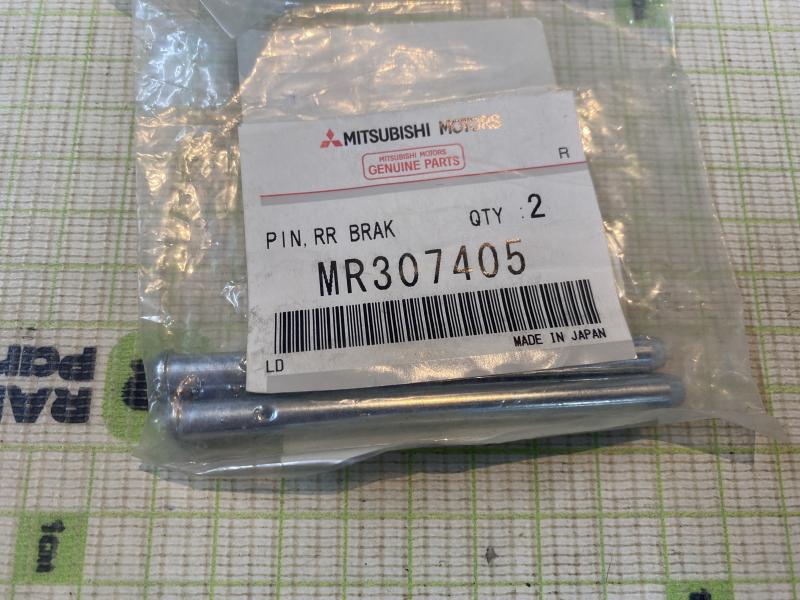 MITSUBISHI MOTORS
MITSUBISHI MOTORS
GENUINE PARTS
R
PIN, RR BRAK QTY : 2
MR307405
MADE IN JAPAN
LD